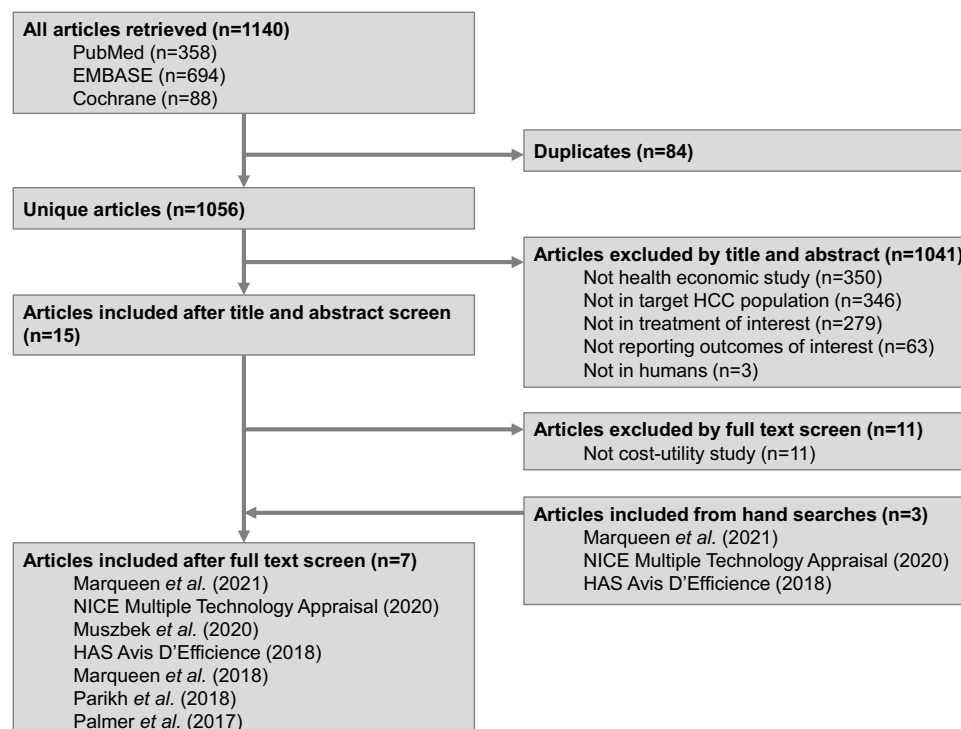 All articles retrieved (n=1140)
PubMed (n=358)
EMBASE (n=694)
Cochrane (n=88)
Duplicates (n=84)
Unique articles (n=1056)
Articles excluded by title and abstract (n=1041)
Not health economic study (n=350)
Not in target HCC population (n=346)
Not in treatment of interest (n=279)
Not reporting outcomes of interest (n=63)
Not in humans (n=3)
Articles included after title and abstract screen
(n=15)
Articles excluded by full text screen (n=11)
Not cost-utility study (n=11)
Articles included from hand searches (n=3)
Marqueen et al. (2021)
NICE Multiple Technology Appraisal (2020)
HAS Avis D'Efficience (2018)
Articles included after full text screen (n=7)
Marqueen et al. (2021)
NICE Multiple Technology Appraisal (2020)
Muszbek et al. (2020)
HAS Avis D'Efficience (2018)
Marqueen et al. (2018)
Parikh et al. (2018)
Palmer et al. (2017)